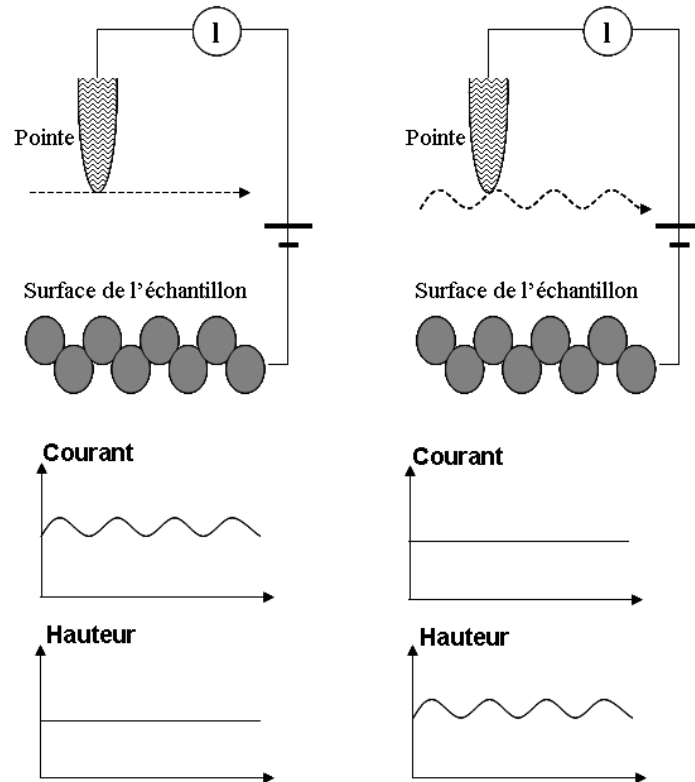 I
I
Pointe
Pointe
Surface de l'échantillon
Surface de l'échantillon
Courant
Courant
Hauteur
Hauteur